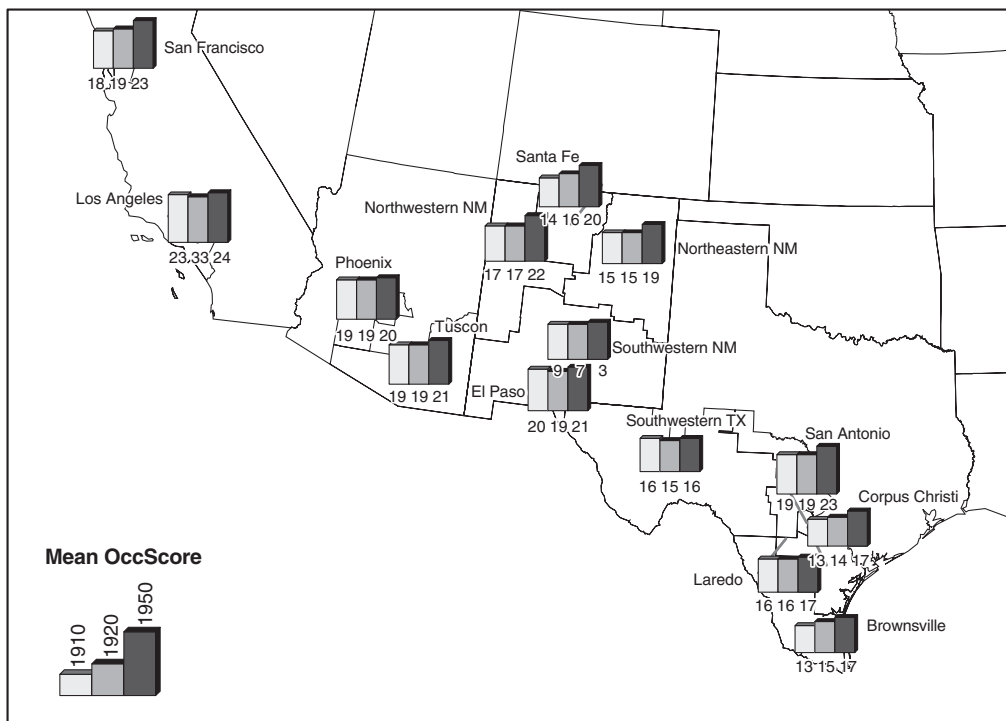 San Francisco
18 19 23
Santa Fe
14 16 20
Los Angeles
23 33 24
Northwestern NM
17 17 22
Northeastern NM
15 15 19
Phoenix
19 19 20
Tuscon
19 19 21
Southwestern NM
9 7 3
El Paso
20 19 21
Southwestern TX
16 15 16
San Antonio
19 19 23
Corpus Christi
13 14 17
Laredo
16 16 17
Brownsville
13 15 17
Mean OccScore
1910
1920
1950